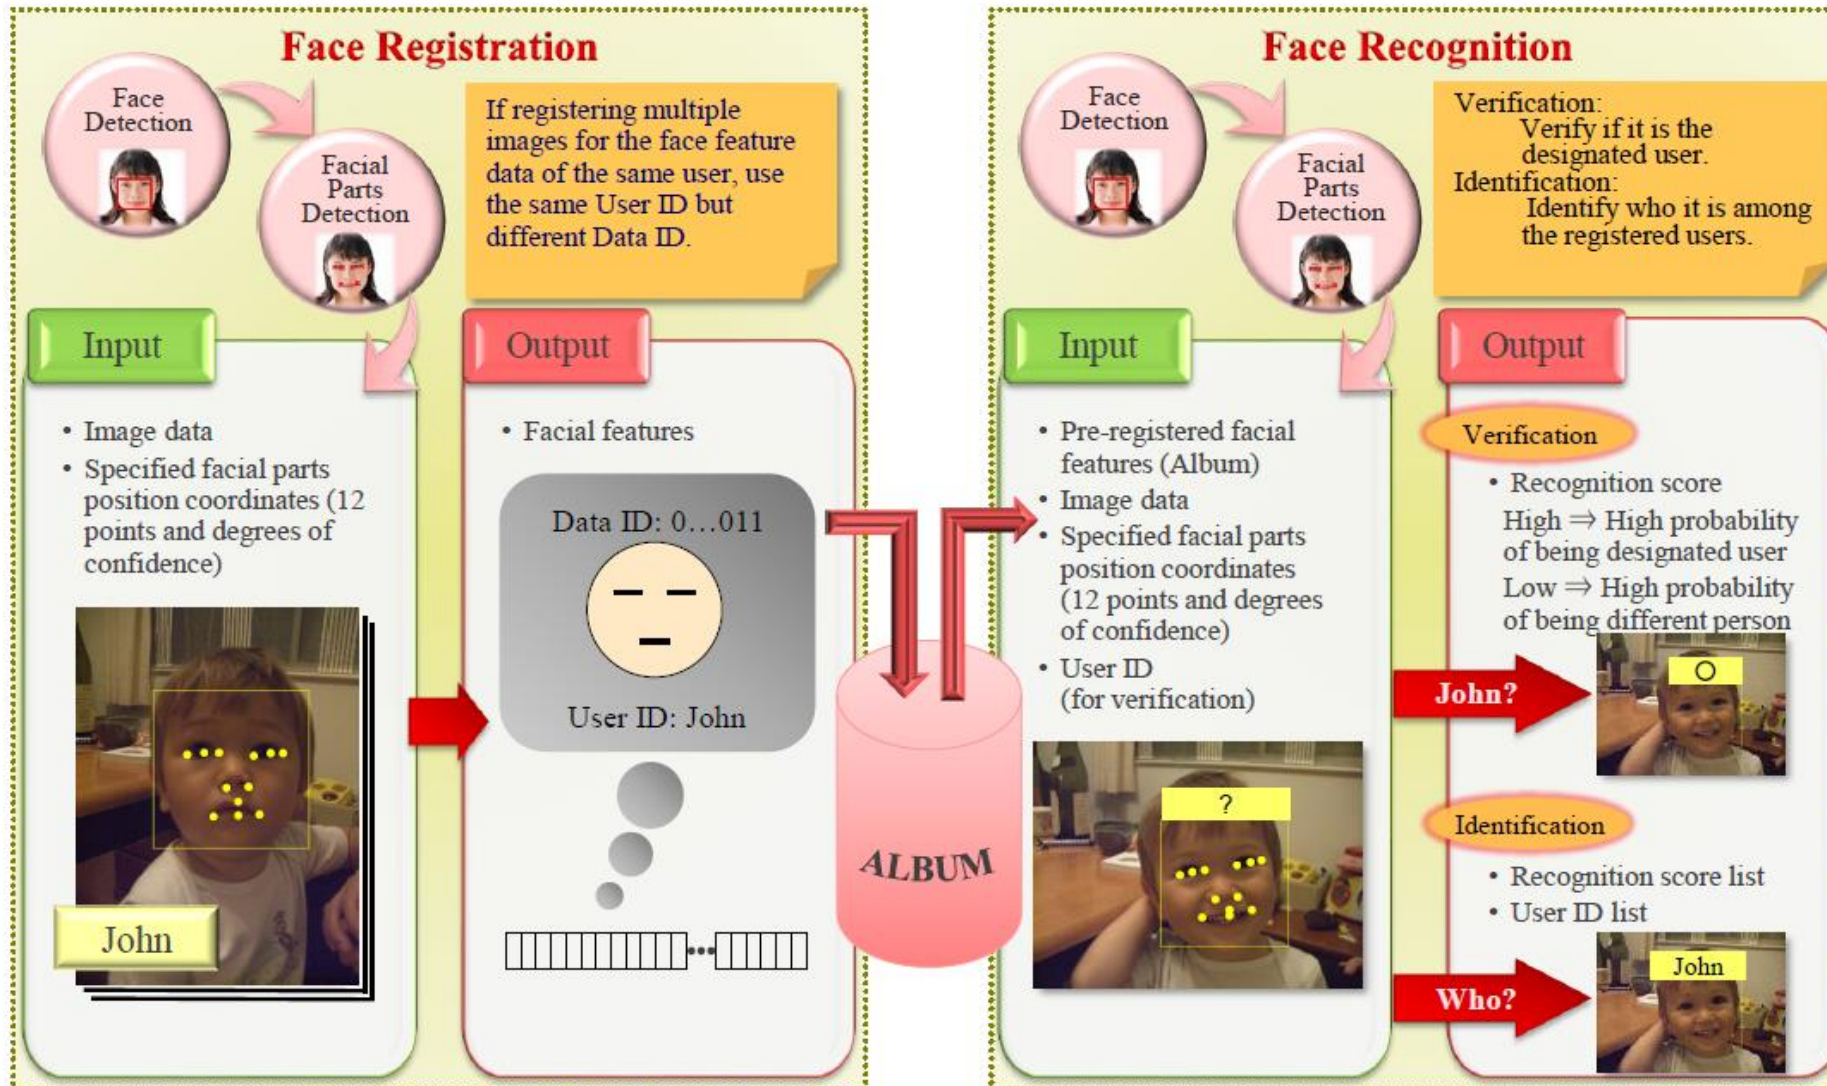 Face Registration
Face
Detection
Facial
Parts
Detection
If registering multiple
images for the face feature
data of the same user, use
the same User ID but
different Data ID.
Input
• Image data
• Specified facial parts
position coordinates (12
points and degrees of
confidence)
John
Output
• Facial features
Data ID: 0...011
User ID: John
ALBUM
Face Recognition
Face
Detection
Facial
Parts
Detection
Verification:
Verify if it is the
designated user.
Identification:
Identify who it is among
the registered users.
Input
• Pre-registered facial
features (Album)
• Image data
• Specified facial parts
position coordinates
(12 points and degrees
of confidence)
• User ID
(for verification)
?
Output
Verification
• Recognition score
High ⇒ High probability
of being designated user
Low ⇒ High probability
of being different person
John?
O
Identification
• Recognition score list
• User ID list
Who?
John